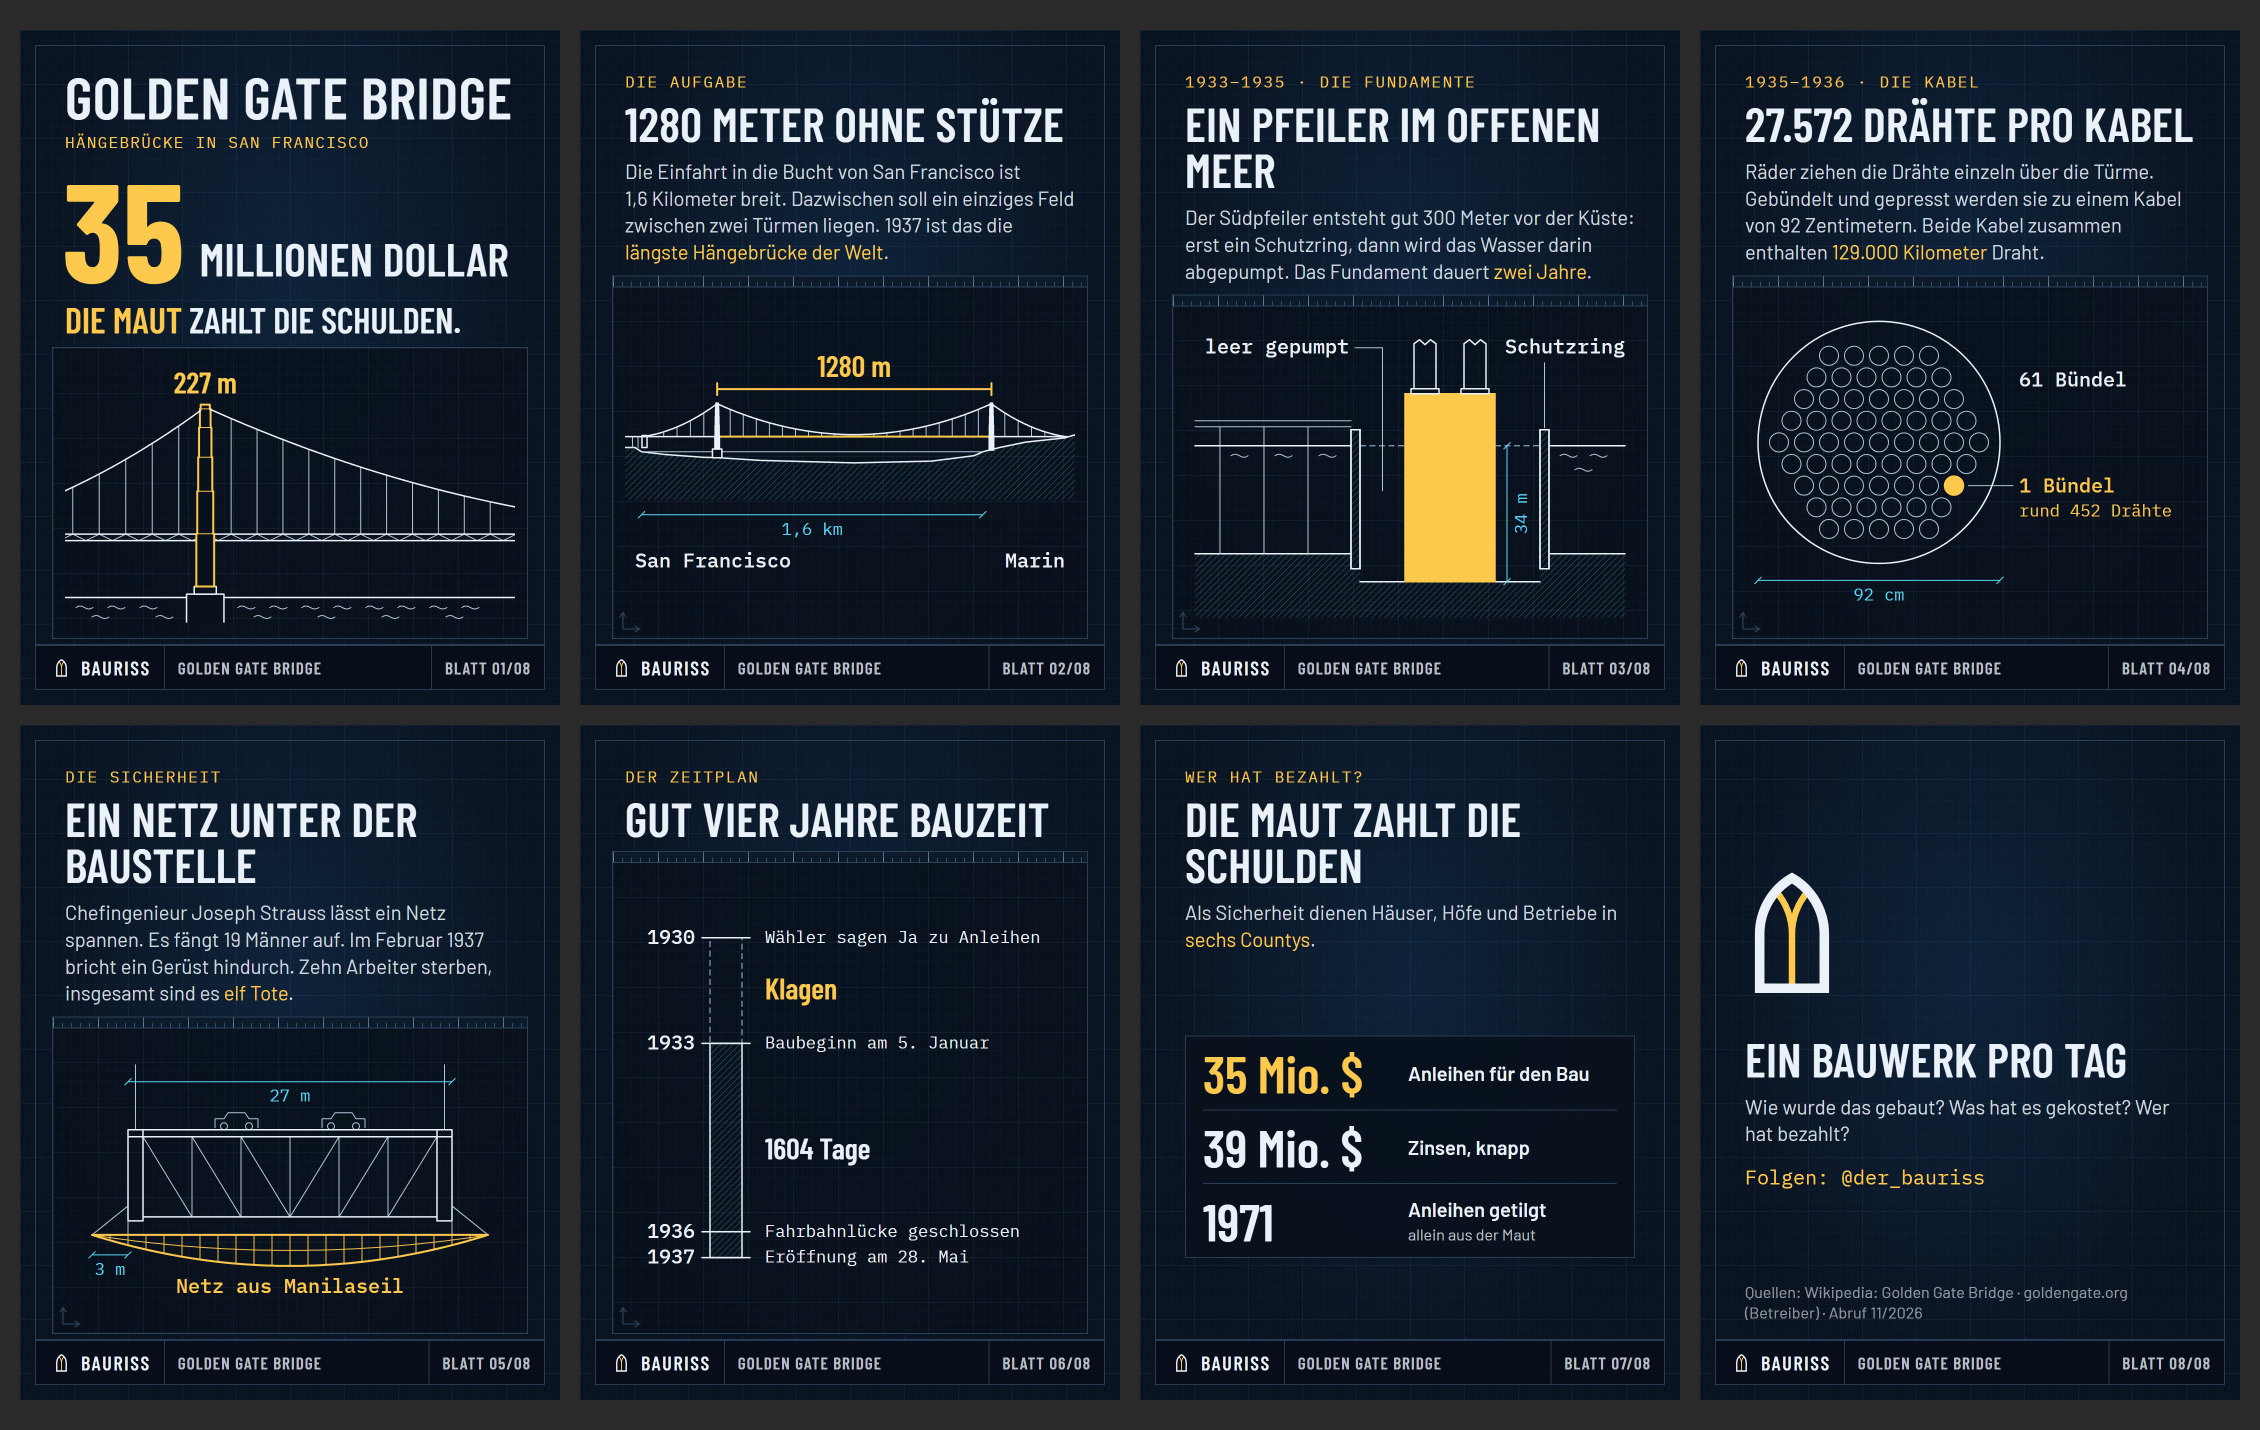 GOLDEN GATE BRIDGE
HÄNGEBRÜCKE IN SAN FRANCISCO
35 MILLIONEN DOLLAR
DIE MAUT ZAHLT DIE SCHULDEN.
227 m
BAURISS
GOLDEN GATE BRIDGE
BLATT 01/08
DIE AUFGABE
1280 METER OHNE STÜTZE
Die Einfahrt in die Bucht von San Francisco ist
1,6 Kilometer breit. Dazwischen soll ein einziges Feld
zwischen zwei Türmen liegen. 1937 ist das die
längste Hängebrücke der Welt.
1280 m
1,6 km
San Francisco
Marin
BAURISS
GOLDEN GATE BRIDGE
BLATT 02/08
1933–1935 · DIE FUNDAMENTE
EIN PFEILER IM OFFENEN
MEER
Der Südpfeiler entsteht gut 300 Meter vor der Küste:
erst ein Schutzring, dann wird das Wasser darin
abgepumpt. Das Fundament dauert zwei Jahre.
leer gepumpt
Schutzring
34 m
BAURISS
GOLDEN GATE BRIDGE
BLATT 03/08
1935–1936 · DIE KABEL
27.572 DRÄHTE PRO KABEL
Räder ziehen die Drähte einzeln über die Türme.
Gebündelt und gepresst werden sie zu einem Kabel
von 92 Zentimetern. Beide Kabel zusammen
enthalten 129.000 Kilometer Draht.
61 Bündel
1 Bündel
rund 452 Drähte
92 cm
BAURISS
GOLDEN GATE BRIDGE
BLATT 04/08
DIE SICHERHEIT
EIN NETZ UNTER DER
BAUSTELLE
Chefingenieur Joseph Strauss lässt ein Netz
spannen. Es fängt 19 Männer auf. Im Februar 1937
bricht ein Gerüst hindurch. Zehn Arbeiter sterben,
insgesamt sind es elf Tote.
27 m
3 m
Netz aus Manilaseil
BAURISS
GOLDEN GATE BRIDGE
BLATT 05/08
DER ZEITPLAN
GUT VIER JAHRE BAUZEIT
1930 Wähler sagen Ja zu Anleihen
Klagen
1933 Baubeginn am 5. Januar
1604 Tage
1936 Fahrbahnlücke geschlossen
1937 Eröffnung am 28. Mai
BAURISS
GOLDEN GATE BRIDGE
BLATT 06/08
WER HAT BEZAHLT?
DIE MAUT ZAHLT DIE
SCHULDEN
Als Sicherheit dienen Häuser, Höfe und Betriebe in
sechs Countys.
35 Mio. $ Anleihen für den Bau
39 Mio. $ Zinsen, knapp
1971 Anleihen getilgt
allein aus der Maut
BAURISS
GOLDEN GATE BRIDGE
BLATT 07/08
EIN BAUWERK PRO TAG
Wie wurde das gebaut? Was hat es gekostet? Wer
hat bezahlt?
Folgen: @der_bauriss
Quellen: Wikipedia: Golden Gate Bridge · goldengate.org
(Betreiber) · Abruf 11/2026
BAURISS
GOLDEN GATE BRIDGE
BLATT 08/08